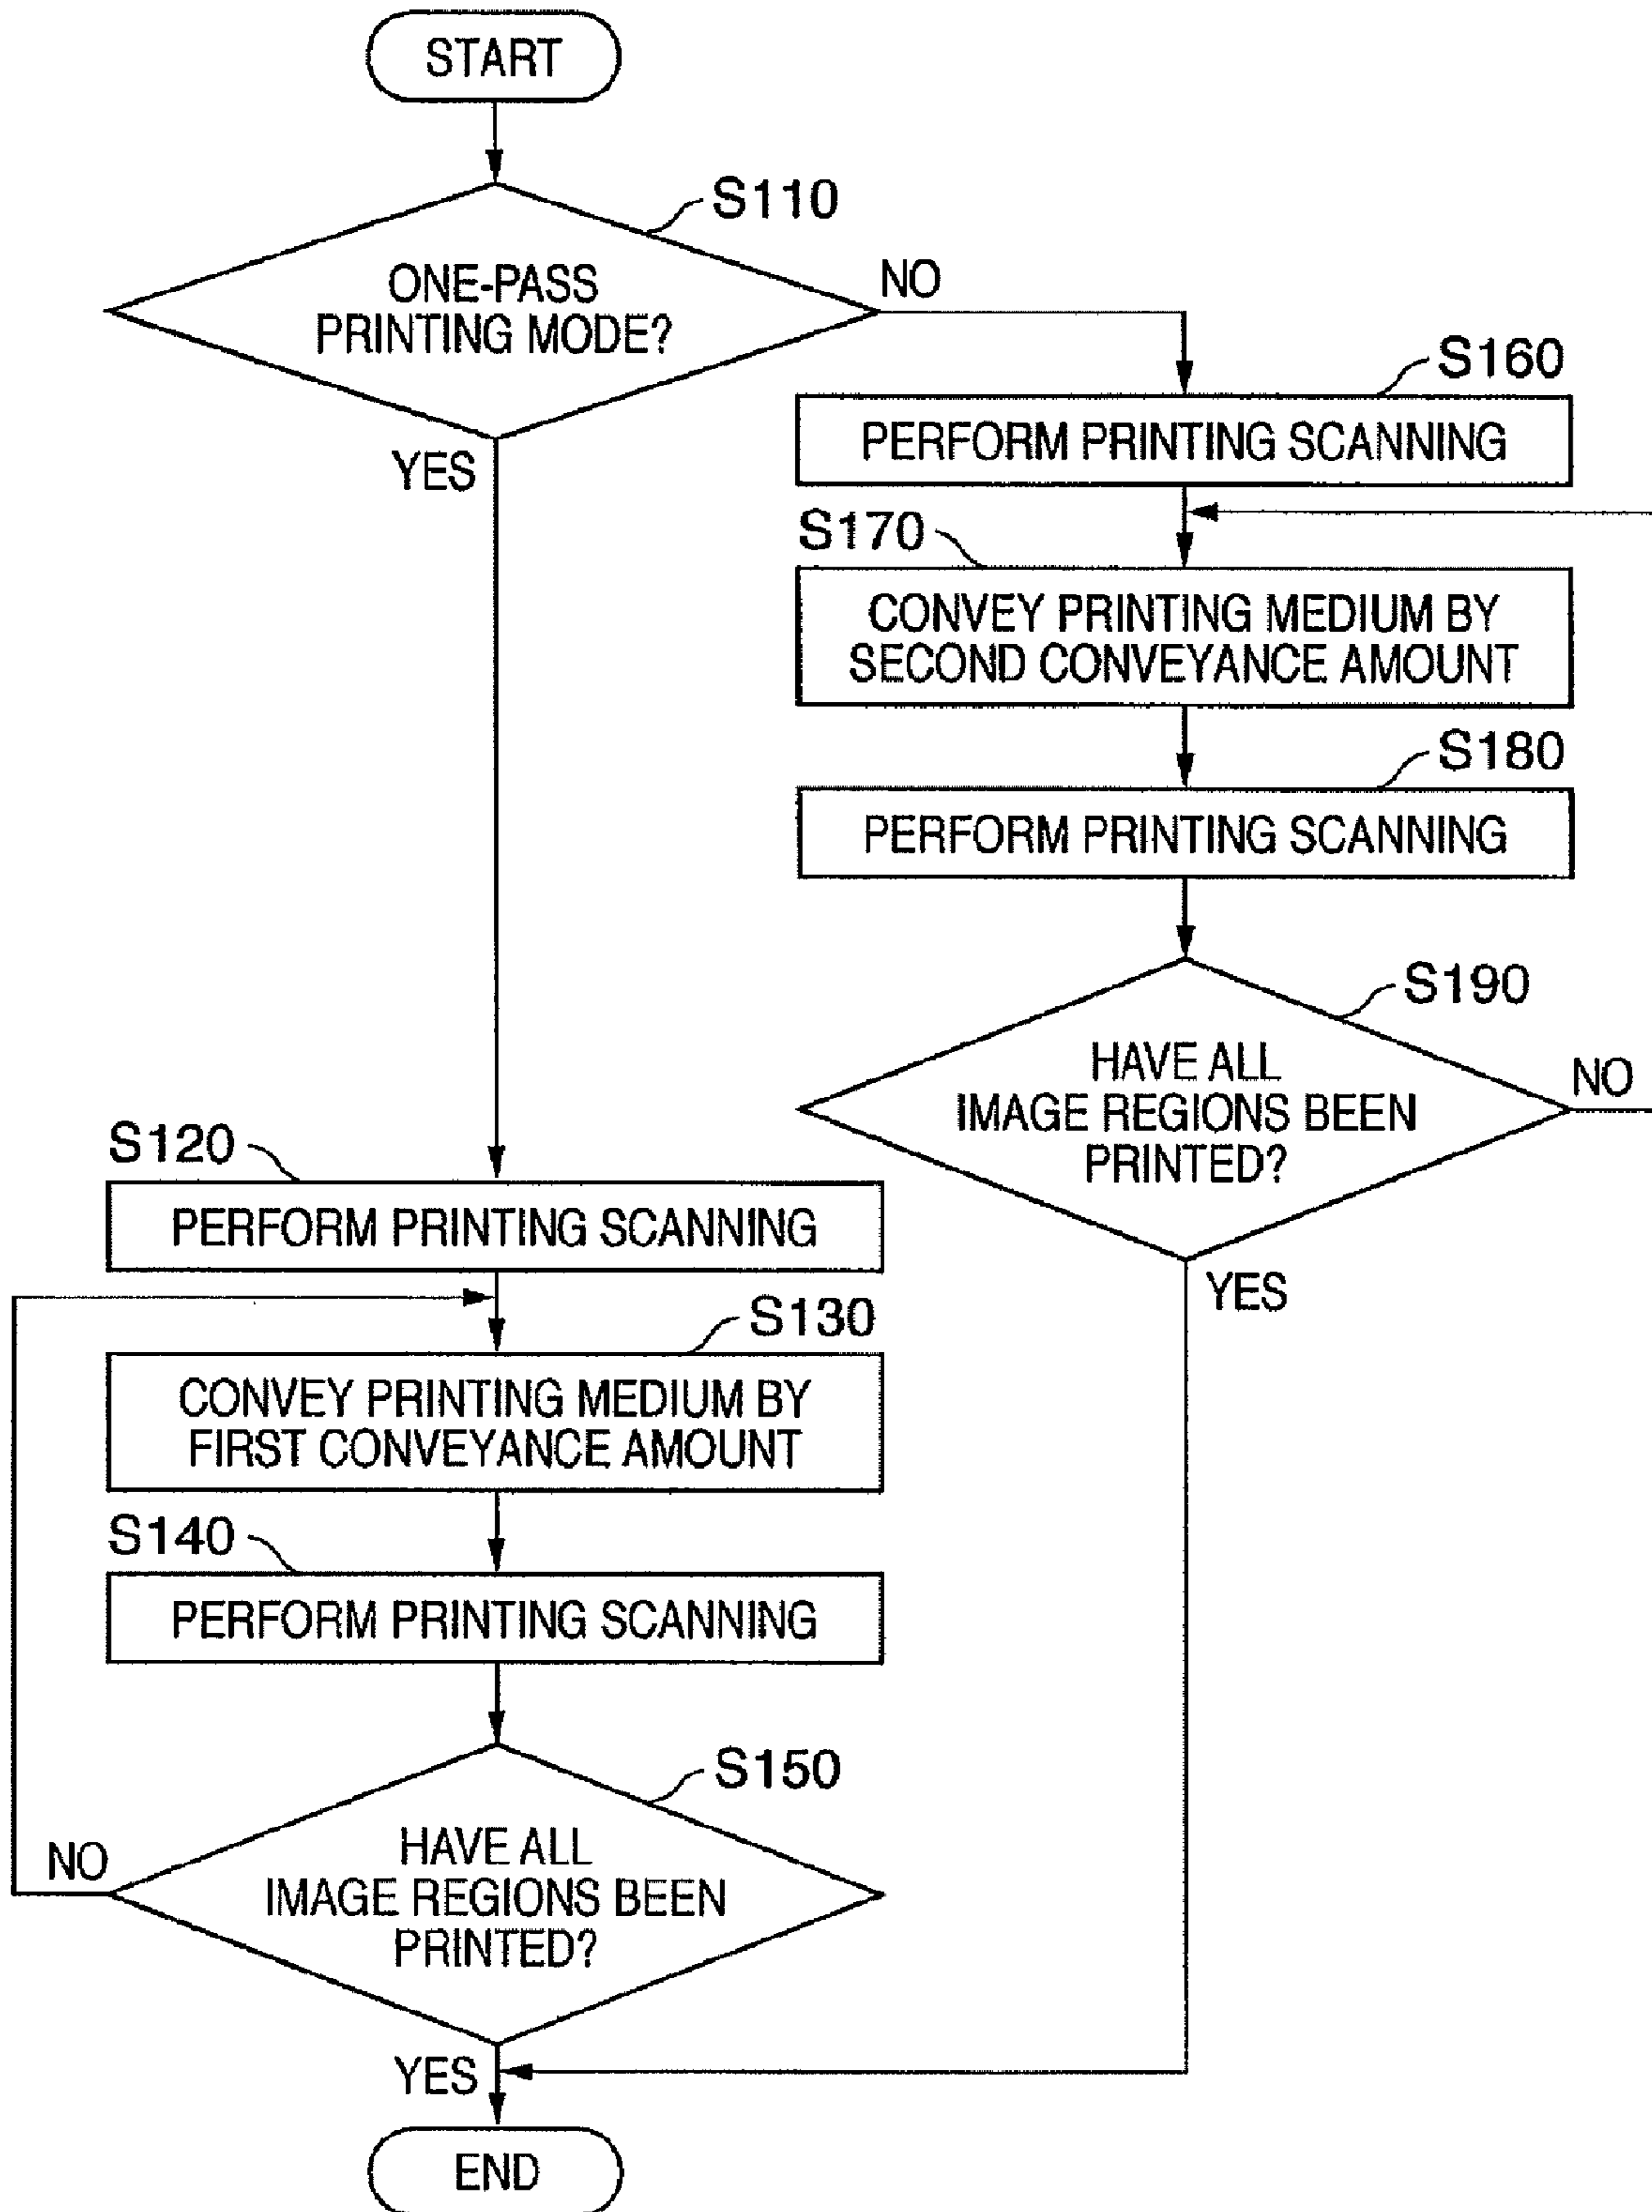 START
S110
ONE-PASS
PRINTING MODE?
NO
YES
S160
PERFORM PRINTING SCANNING
S170
CONVEY PRINTING MEDIUM BY
SECOND CONVEYANCE AMOUNT
S180
PERFORM PRINTING SCANNING
S190
HAVE ALL
IMAGE REGIONS BEEN
PRINTED?
NO
YES
S120
PERFORM PRINTING SCANNING
S130
CONVEY PRINTING MEDIUM BY
FIRST CONVEYANCE AMOUNT
S140
PERFORM PRINTING SCANNING
S150
HAVE ALL
IMAGE REGIONS BEEN
PRINTED?
NO
YES
END